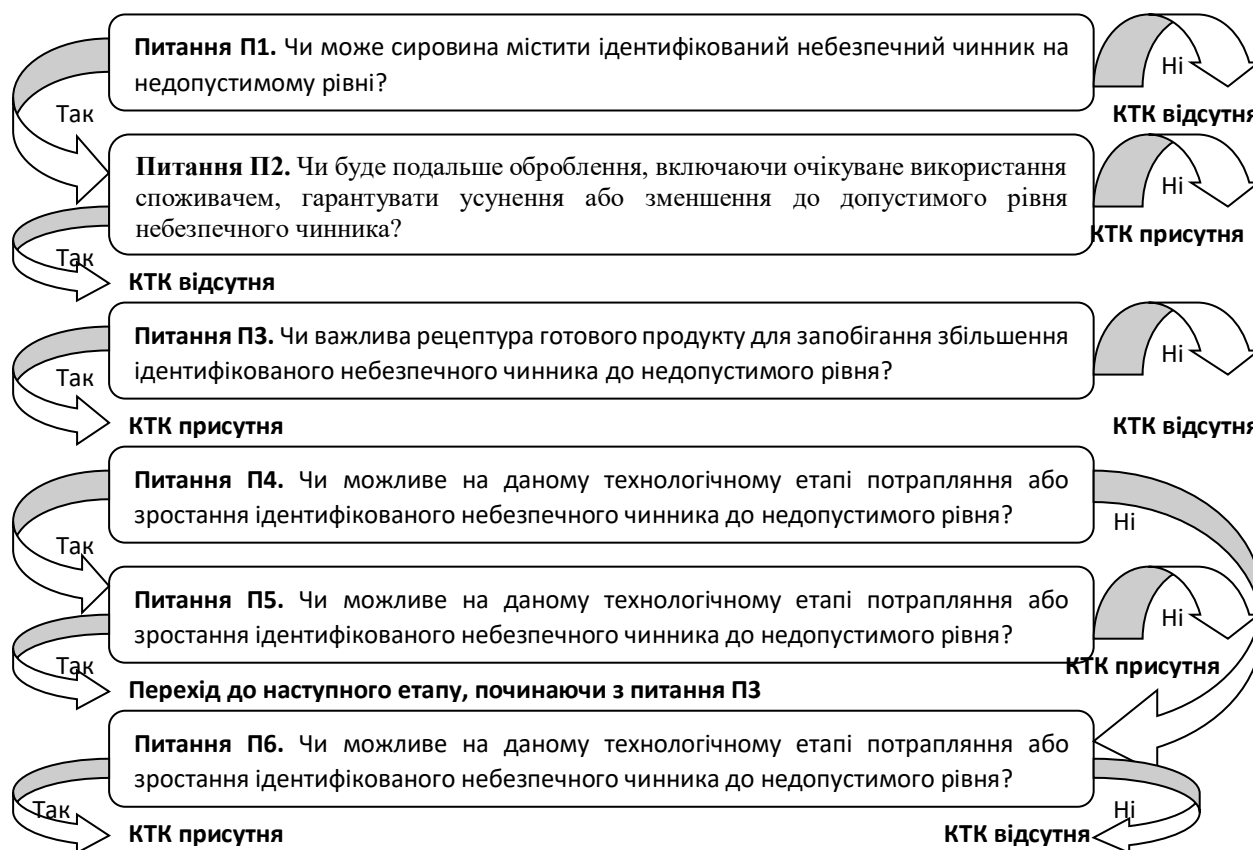 Питання П1. Чи може сировина містити ідентифікований небезпечний чинник на
недопустимому рівні?
Ні
Так
КТК відсутня
Питання П2. Чи буде подальше оброблення, включаючи очікуване використання
споживачем, гарантувати усунення або зменшення до допустимого рівня
небезпечного чинника?
Ні
КТК присутня
Так
КТК відсутня
Питання П3. Чи важлива рецептура готового продукту для запобігання збільшення
ідентифікованого небезпечного чинника до недопустимого рівня?
Ні
Так
КТК присутня
КТК відсутня
Питання П4. Чи можливе на даному технологічному етапі потрапляння або
зростання ідентифікованого небезпечного чинника до недопустимого рівня?
Ні
Так
Питання П5. Чи можливе на даному технологічному етапі потрапляння або
зростання ідентифікованого небезпечного чинника до недопустимого рівня?
Ні
Так
КТК присутня
Перехід до наступного етапу, починаючи з питання П3
Питання П6. Чи можливе на даному технологічному етапі потрапляння або
зростання ідентифікованого небезпечного чинника до недопустимого рівня?
Так
Ні
КТК присутня
КТК відсутня